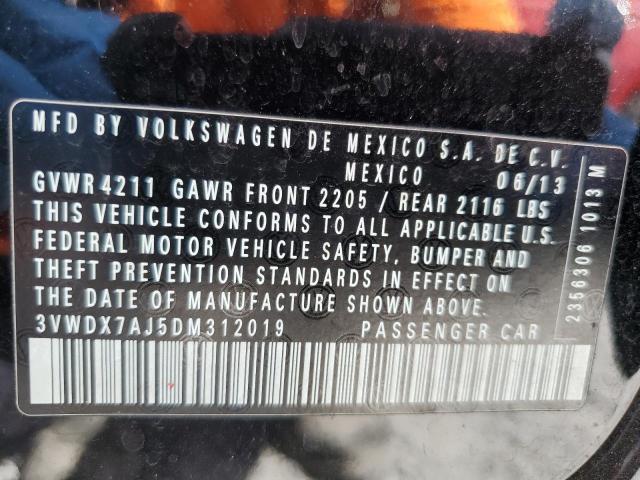 MFD BY VOLKSWAGEN DE MEXICO S.A. DE C.V.
MEXICO 06/13
GVWR 4211 GAWR FRONT 2205 / REAR 2116 LBS
THIS VEHICLE CONFORMS TO ALL APPLICABLE U.S.
FEDERAL MOTOR VEHICLE SAFETY, BUMPER AND
THEFT PREVENTION STANDARDS IN EFFECT ON
THE DATE OF MANUFACTURE SHOWN ABOVE.
3VWDX7AJ5DM312019 PASSENGER CAR
2356306 1013 M